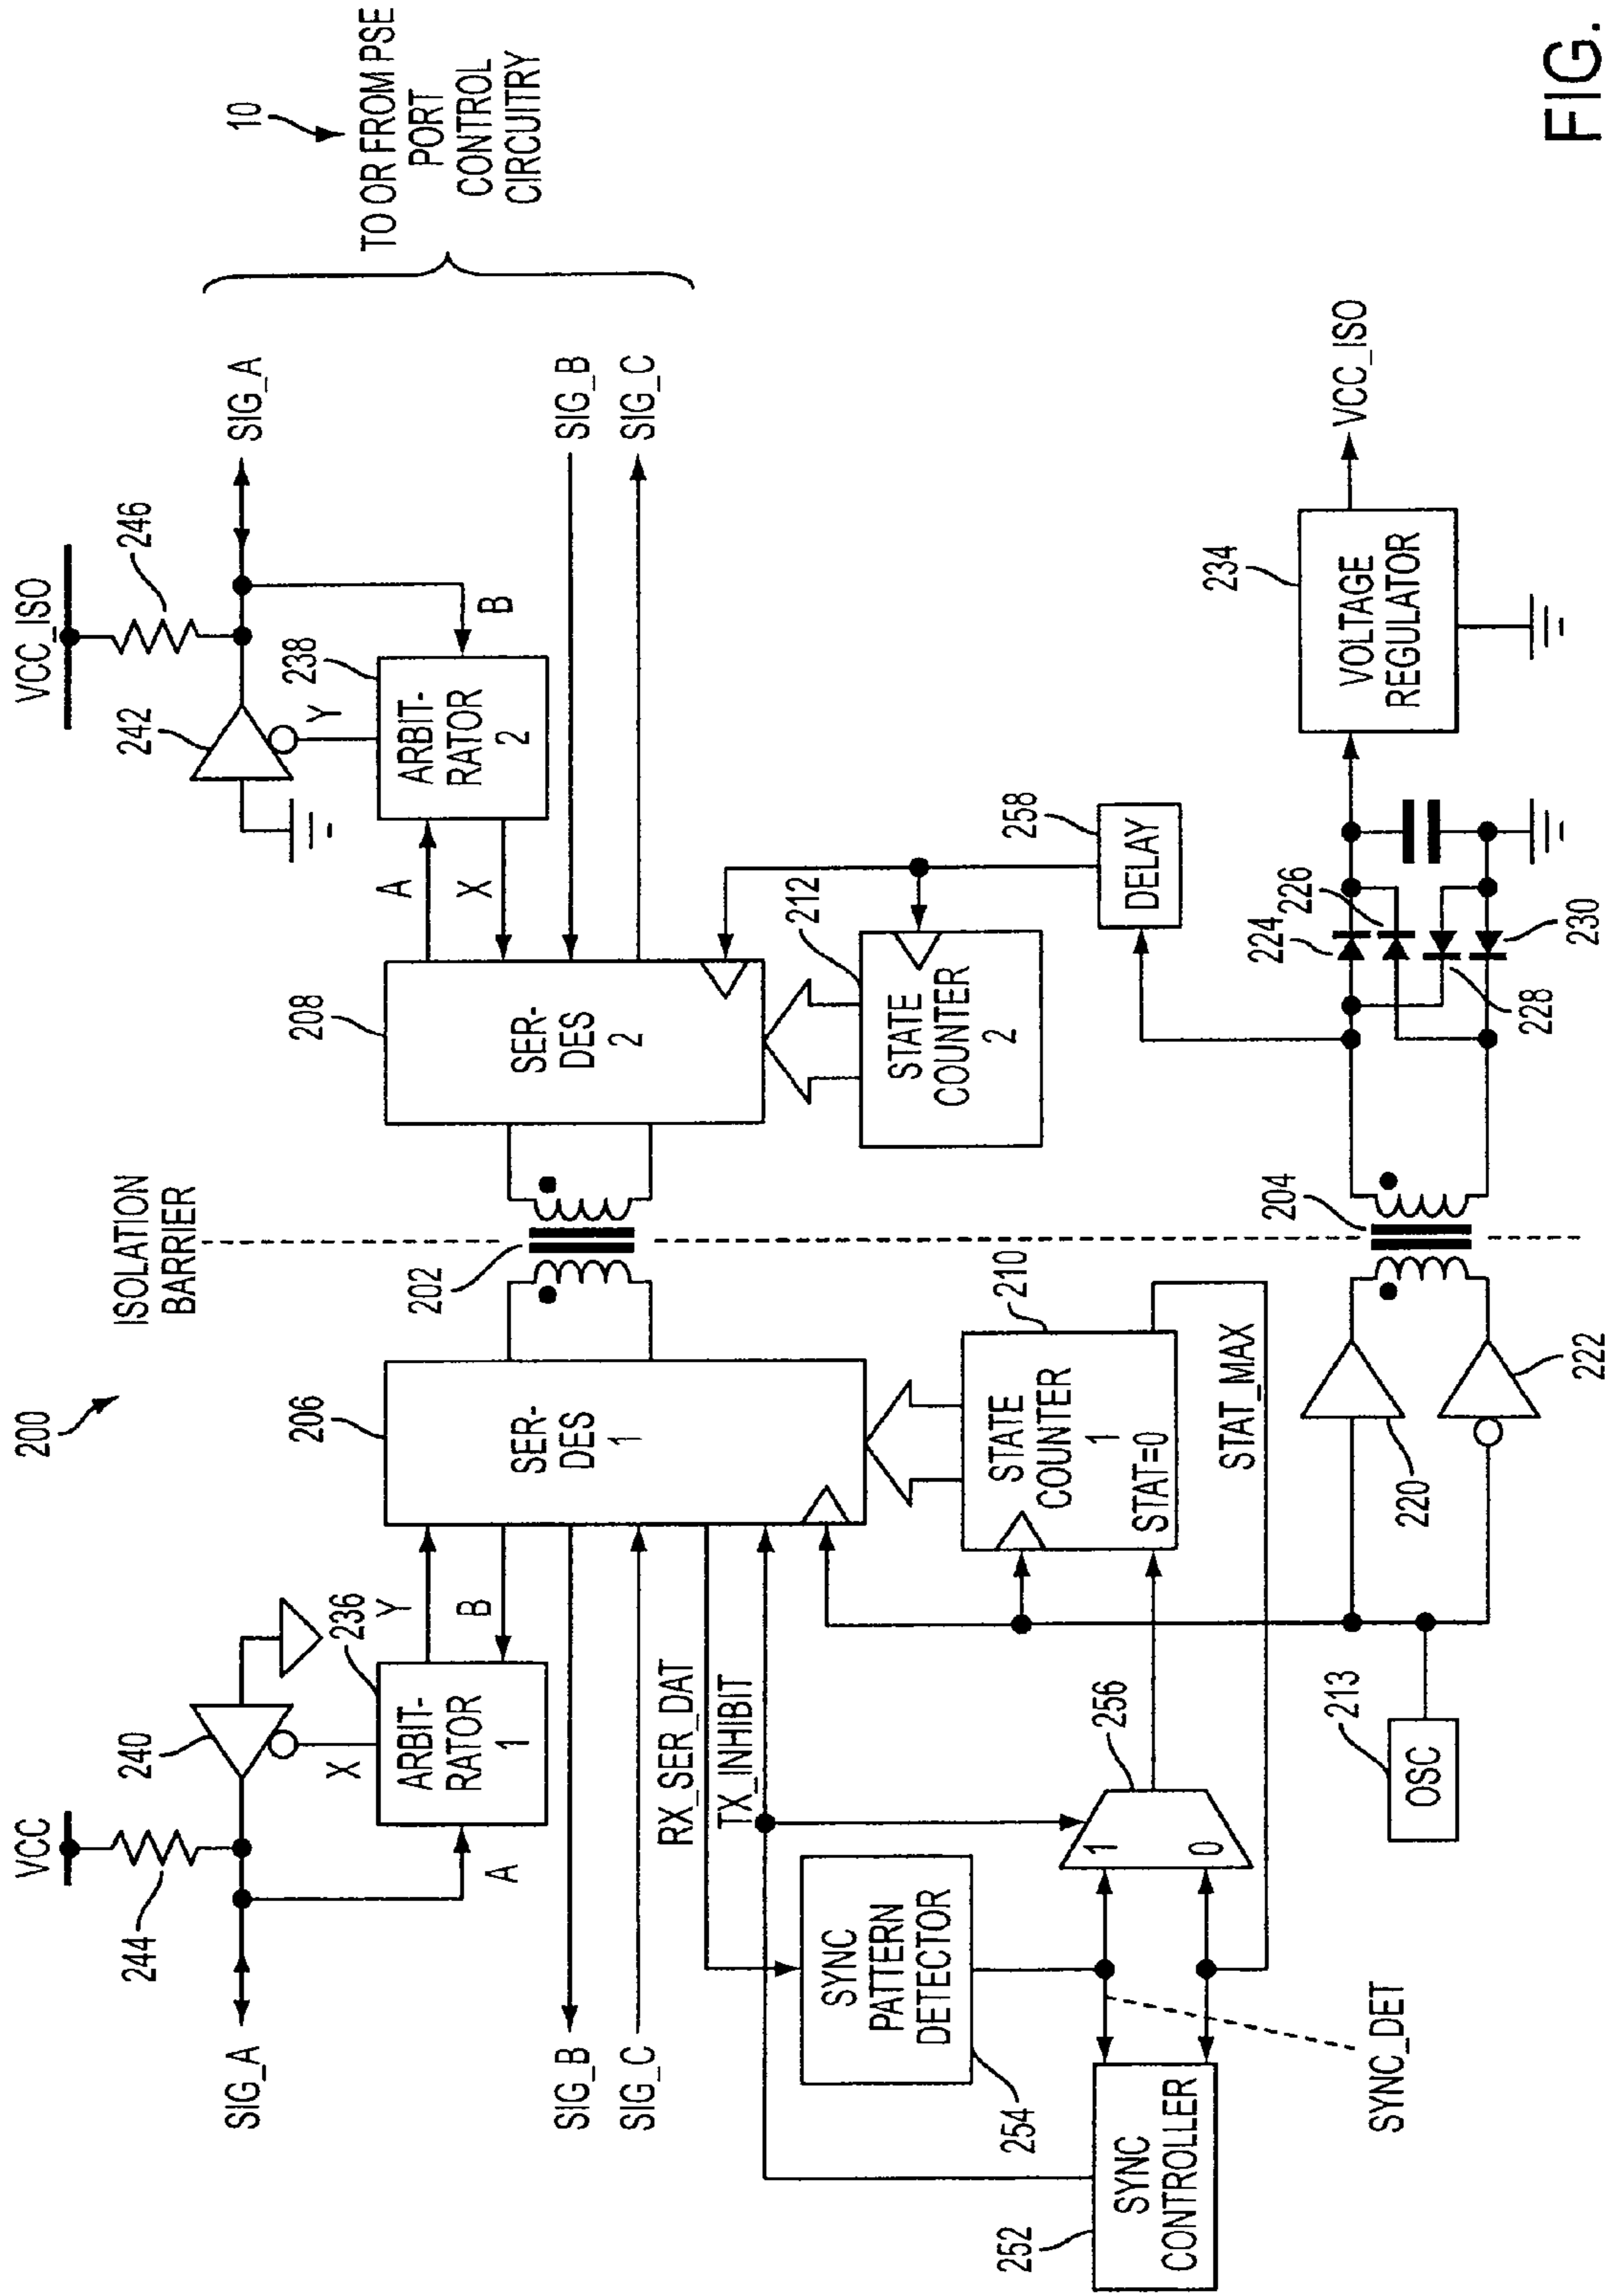 200
ISOLATION
BARRIER
VCC
244
240
SIG_A
X
A
236
ARBIT-
RATOR
1
Y
B
206
SER-
DES
1
202
208
SER-
DES
2
A
X
238
ARBIT-
RATOR
2
Y
B
242
VCC_ISO
246
SIG_A
SIG_B
SIG_C
10
TO OR FROM PSE
PORT
CONTROL
CIRCUITRY
SIG_B
SIG_C
RX_SER_DAT
TX_INHIBIT
SYNC
PATTERN
DETECTOR
254
252
SYNC
CONTROLLER
SYNC_DET
1
0
256
210
STATE
COUNTER
1
STAT=0
STAT_MAX
212
STATE
COUNTER
2
258
DELAY
213
OSC
220
222
204
224
226
228
230
234
VOLTAGE
REGULATOR
VCC_ISO
FIG.